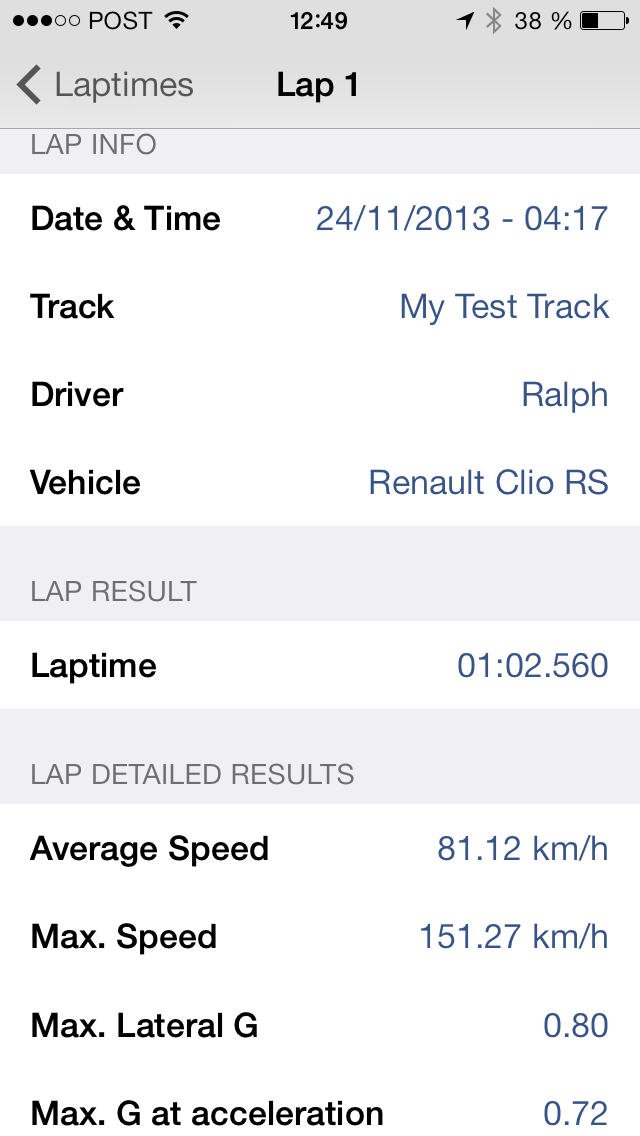 POST 12:49 38 %
Laptimes Lap 1
LAP INFO
Date & Time 24/11/2013 - 04:17
Track My Test Track
Driver Ralph
Vehicle Renault Clio RS
LAP RESULT
Laptime 01:02.560
LAP DETAILED RESULTS
Average Speed 81.12 km/h
Max. Speed 151.27 km/h
Max. Lateral G 0.80
Max. G at acceleration 0.72